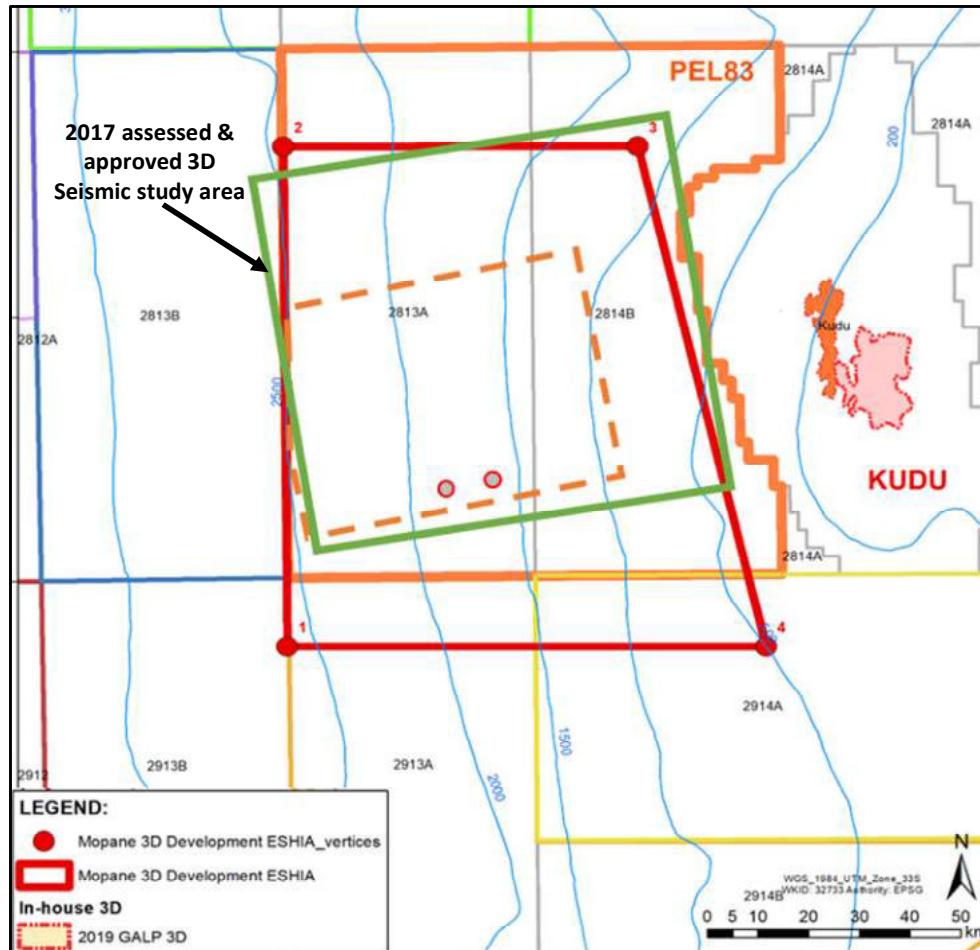 PEL83
2814A
2814A
200
2017 assessed &
approved 3D
Seismic study area
2
3
2813B
2813A
2814B
2812A
Kudu
2500
KUDU
2814A
1
4
2914A
1500
2913B
2913A
2912
2000
LEGEND:
Mopane 3D Development ESHIA_vertices
Mopane 3D Development ESHIA
In-house 3D
2019 GALP 3D
N
WGS_1984_UTM_Zone_33S
WKID: 32733 Authority: EPSG
2914B
0 5 10 20 30 40 50